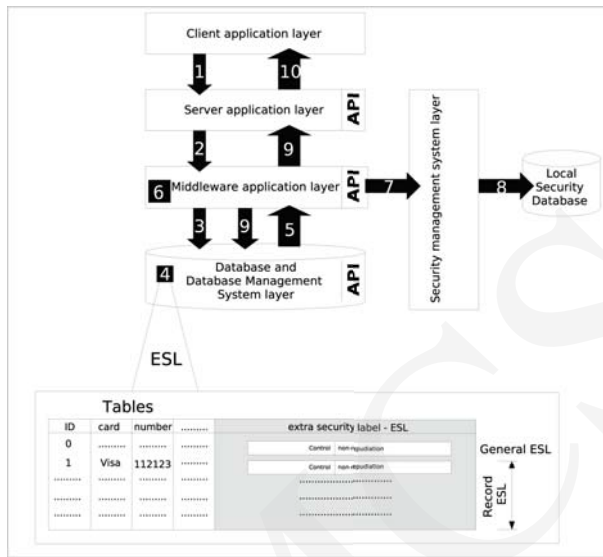 Client application layer
1
10
Server application layer
API
2
9
6
Middleware application layer
API
7
Security management system layer
8
Local
Security
Database
3
9
5
4
Database and
Database Management
System layer
API
ESL
Tables
ID card number .........
extra security label - ESL
0 ......... ......... .........
Control non-repudiation
General ESL
1 Visa 112123 .........
Control non-repudiation
......... ......... ......... ......... ..............................
......... ......... ......... ......... ..............................
......... ......... ......... ......... ..............................
Record
ESL